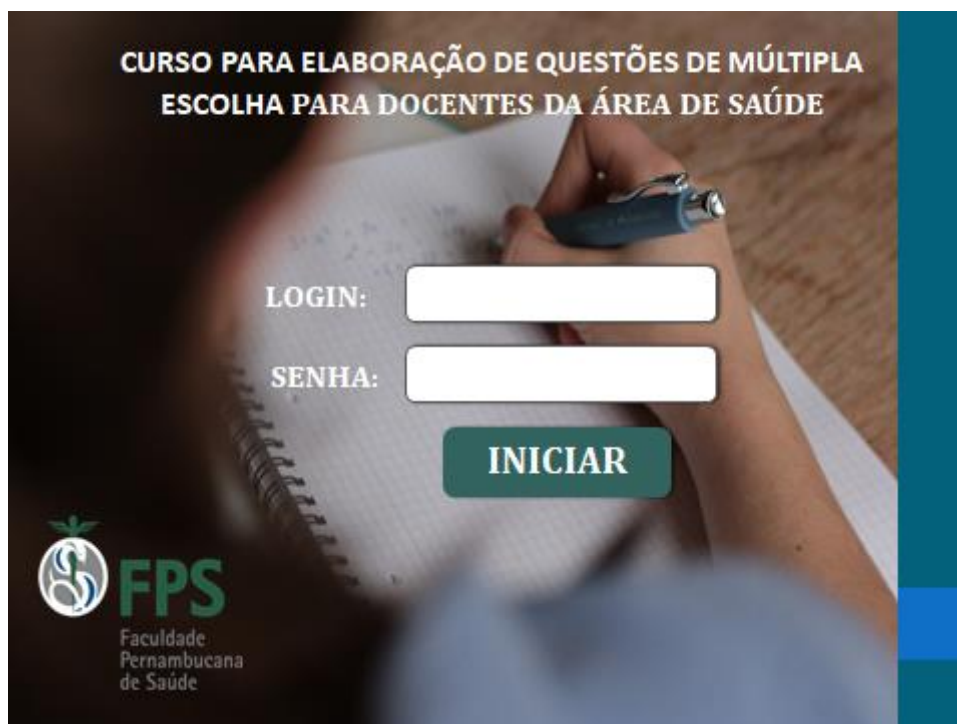 CURSO PARA ELABORAÇÃO DE QUESTÕES DE MÚLTIPLA
ESCOLHA PARA DOCENTES DA ÁREA DE SAÚDE
LOGIN:
SENHA:
INICIAR
FPS
Faculdade
Pernambucana
de Saúde